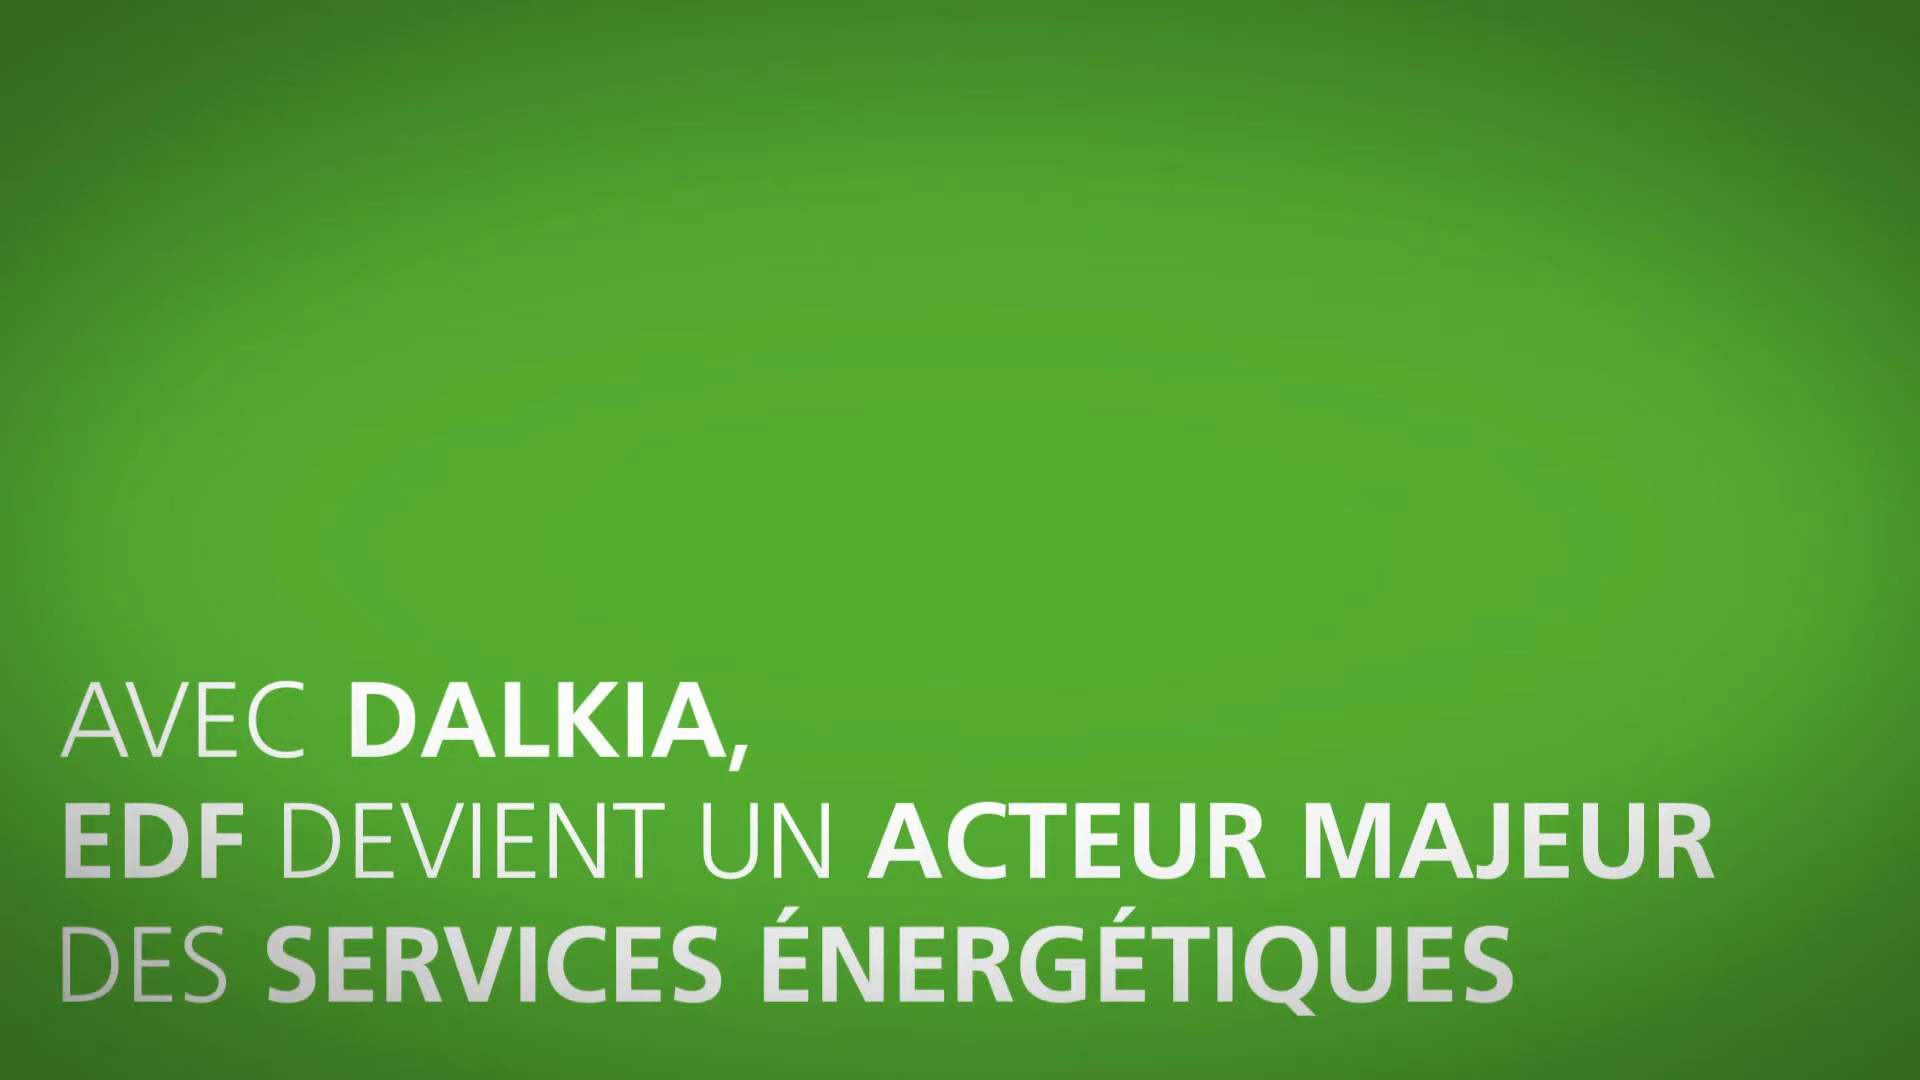 AVEC DALKIA,
EDF DEVIENT UN ACTEUR MAJEUR
DES SERVICES ÉNERGÉTIQUES